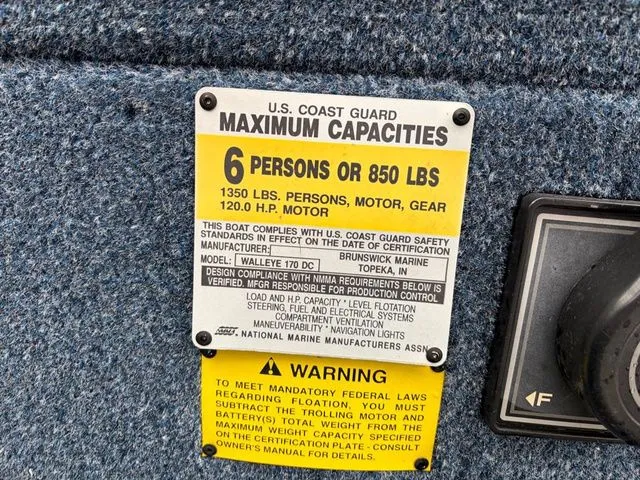 U.S. COAST GUARD
MAXIMUM CAPACITIES
6 PERSONS OR 850 LBS
1350 LBS. PERSONS, MOTOR, GEAR
120.0 H.P. MOTOR
THIS BOAT COMPLIES WITH U.S. COAST GUARD SAFETY
STANDARDS IN EFFECT ON THE DATE OF CERTIFICATION
MANUFACTURER: BRUNSWICK MARINE
MODEL: WALLEYE 170 DC TOPEKA, IN
DESIGN COMPLIANCE WITH NMMA REQUIREMENTS BELOW IS
VERIFIED. MFGR RESPONSIBLE FOR PRODUCTION CONTROL
LOAD AND H.P. CAPACITY * LEVEL FLOTATION
STEERING, FUEL AND ELECTRICAL SYSTEMS
COMPARTMENT VENTILATION
MANEUVERABILITY * NAVIGATION LIGHTS
NATIONAL MARINE MANUFACTURERS ASSN.
WARNING
TO MEET MANDATORY FEDERAL LAWS
REGARDING FLOATION, YOU MUST
SUBTRACT THE TROLLING MOTOR AND
BATTERY(S) TOTAL WEIGHT FROM THE
MAXIMUM WEIGHT CAPACITY SPECIFIED
ON THE CERTIFICATION PLATE - CONSULT
OWNER'S MANUAL FOR DETAILS.
F